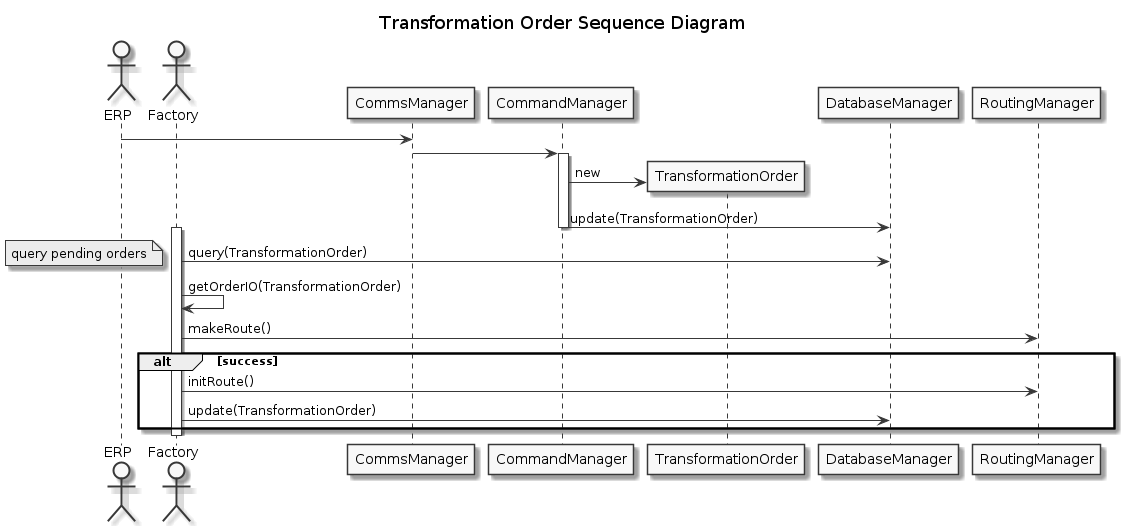 Transformation Order Sequence Diagram
ERP
Factory
CommsManager
CommandManager
DatabaseManager
RoutingManager
new
TransformationOrder
update(TransformationOrder)
query pending orders
query(TransformationOrder)
getOrderIO(TransformationOrder)
makeRoute()
alt
[success]
initRoute()
update(TransformationOrder)
ERP
Factory
CommsManager
CommandManager
TransformationOrder
DatabaseManager
RoutingManager